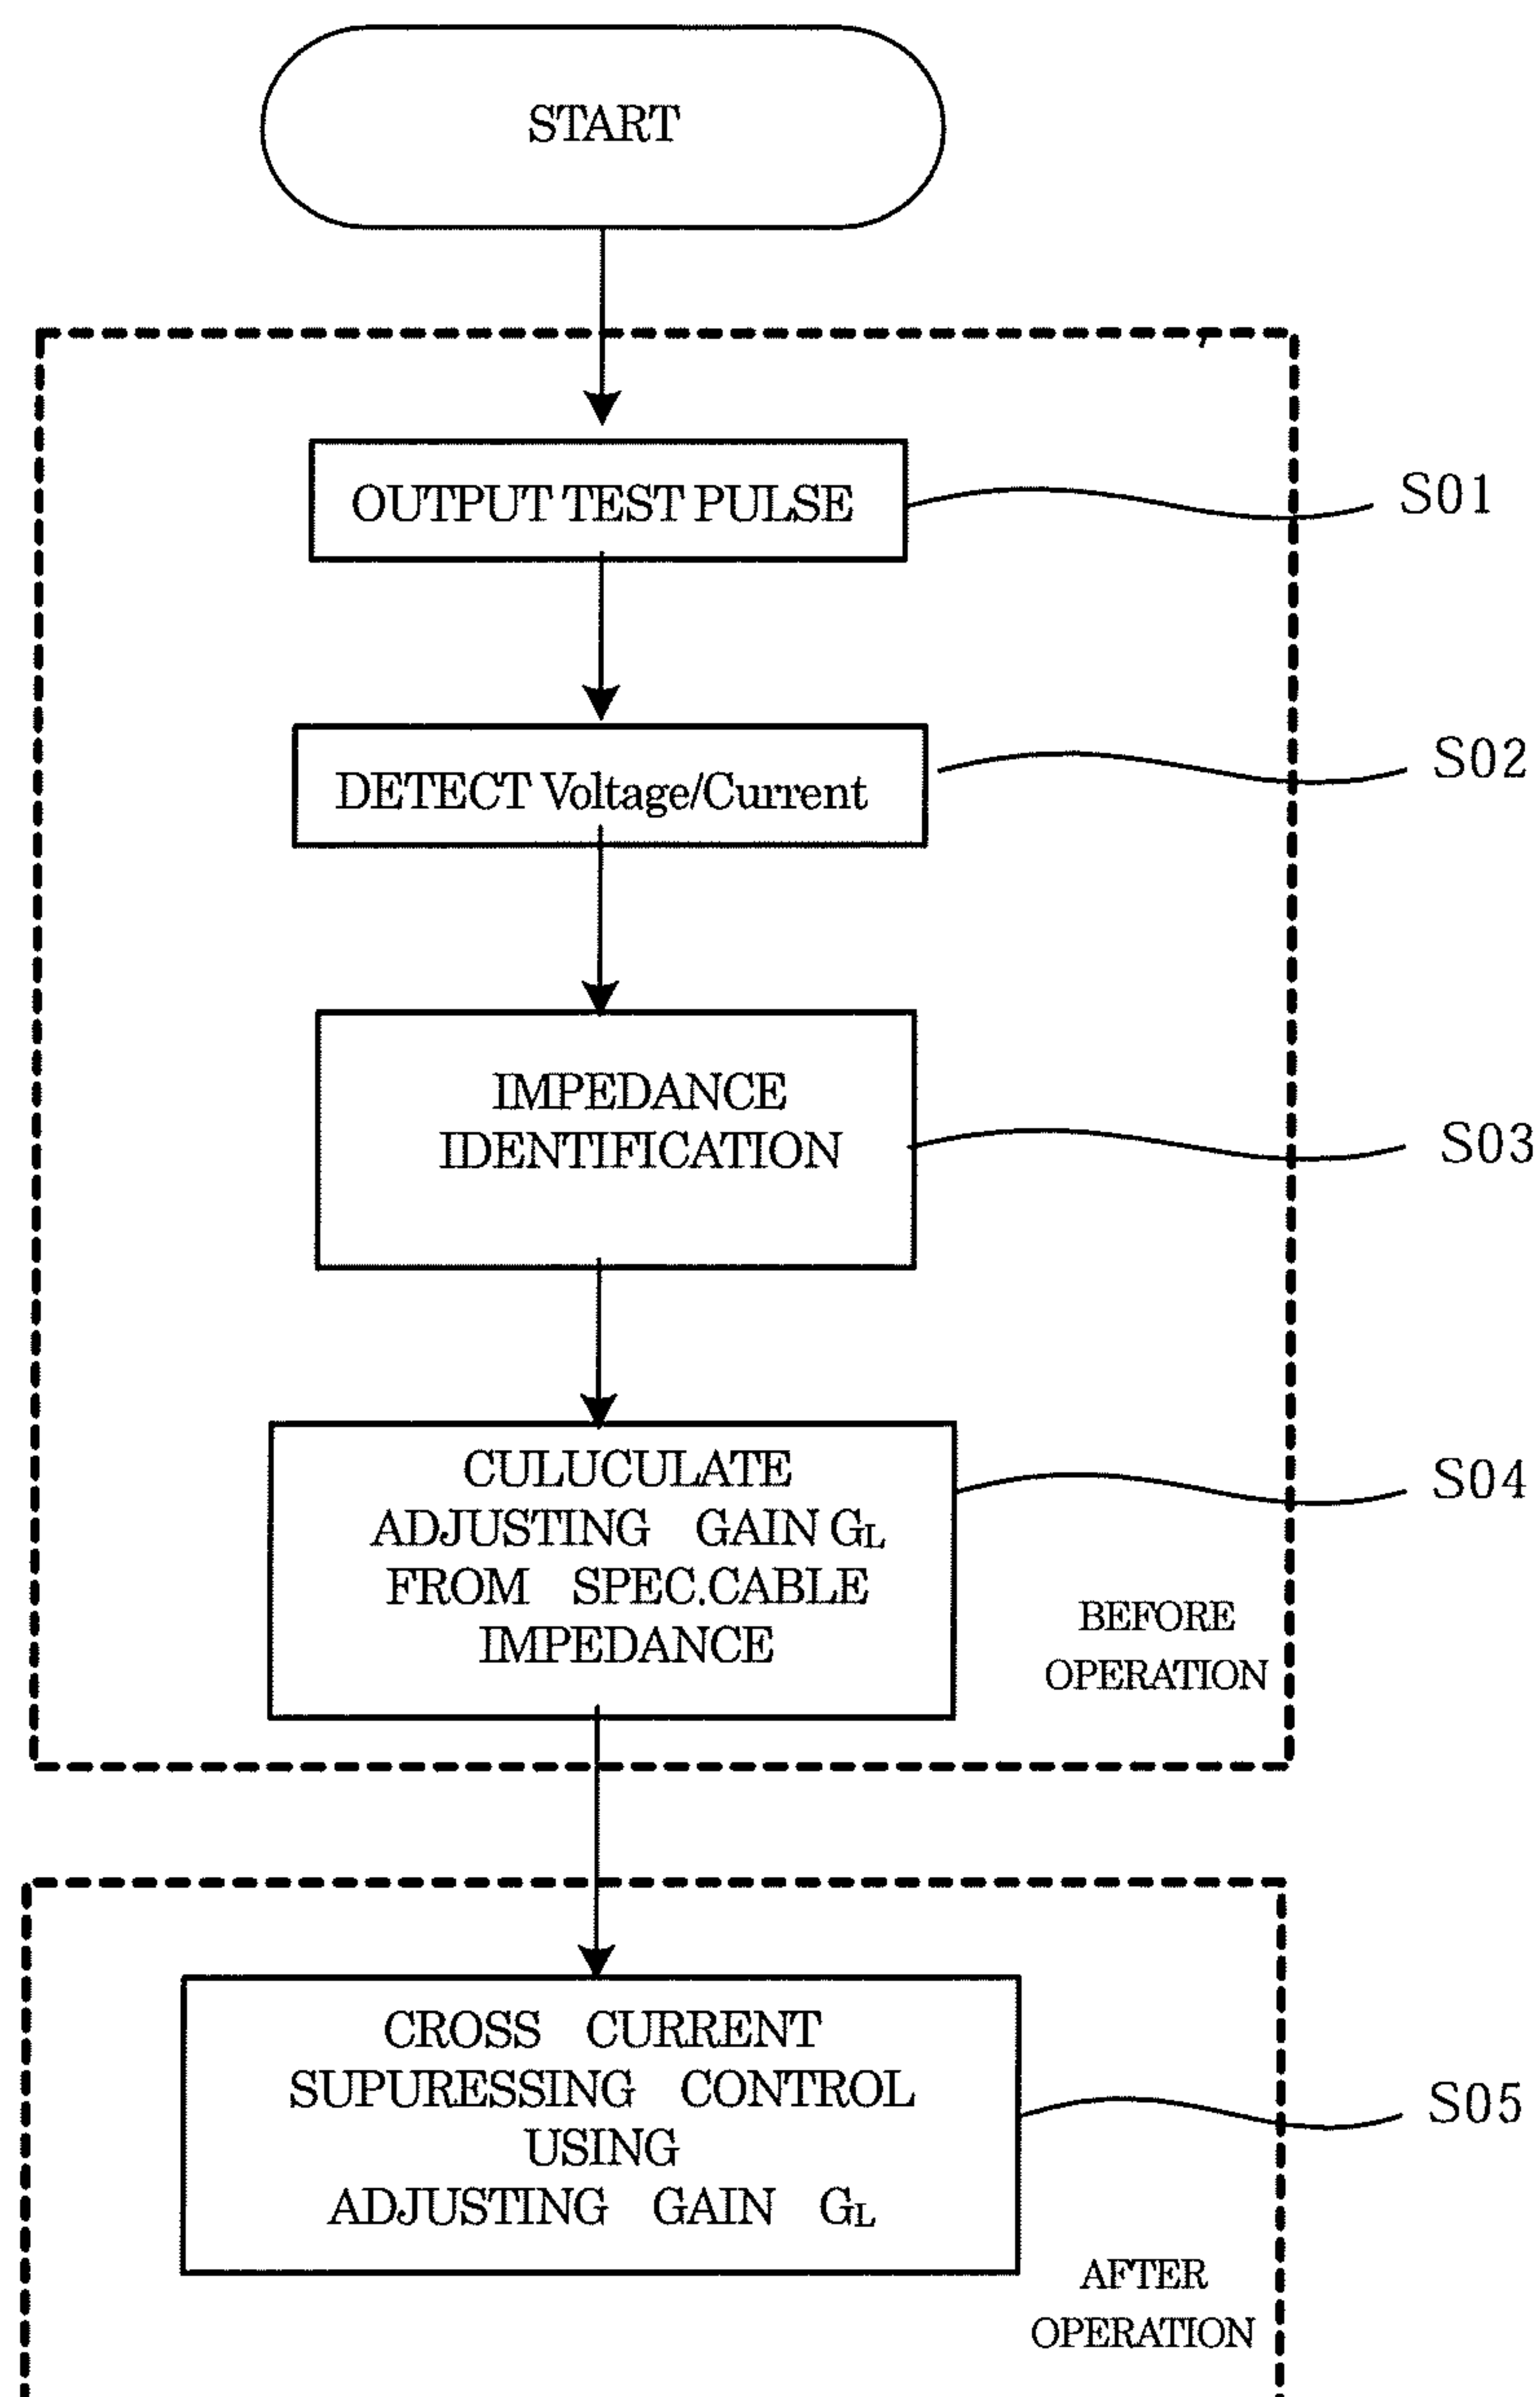 START
OUTPUT TEST PULSE
S01
DETECT Voltage/Current
S02
IMPEDANCE
IDENTIFICATION
S03
CULUCULATE
ADJUSTING GAIN GL
FROM SPEC.CABLE
IMPEDANCE
S04
BEFORE
OPERATION
CROSS CURRENT
SUPURESSING CONTROL
USING
ADJUSTING GAIN GL
S05
AFTER
OPERATION